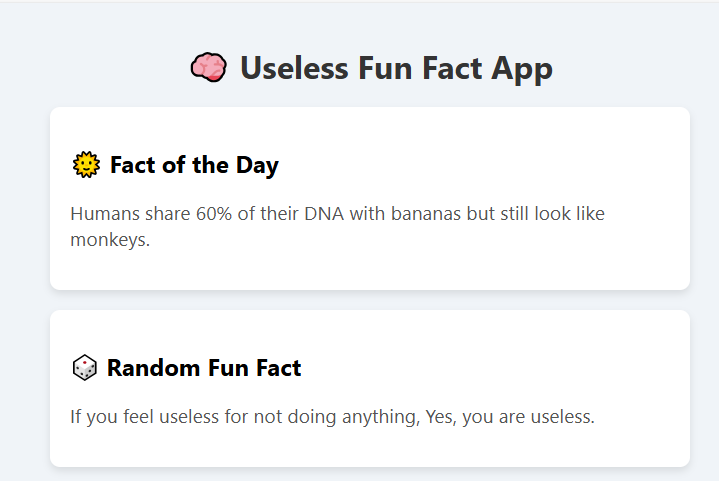 🧠 Useless Fun Fact App
🌞 Fact of the Day
Humans share 60% of their DNA with bananas but still look like
monkeys.
🎲 Random Fun Fact
If you feel useless for not doing anything, Yes, you are useless.